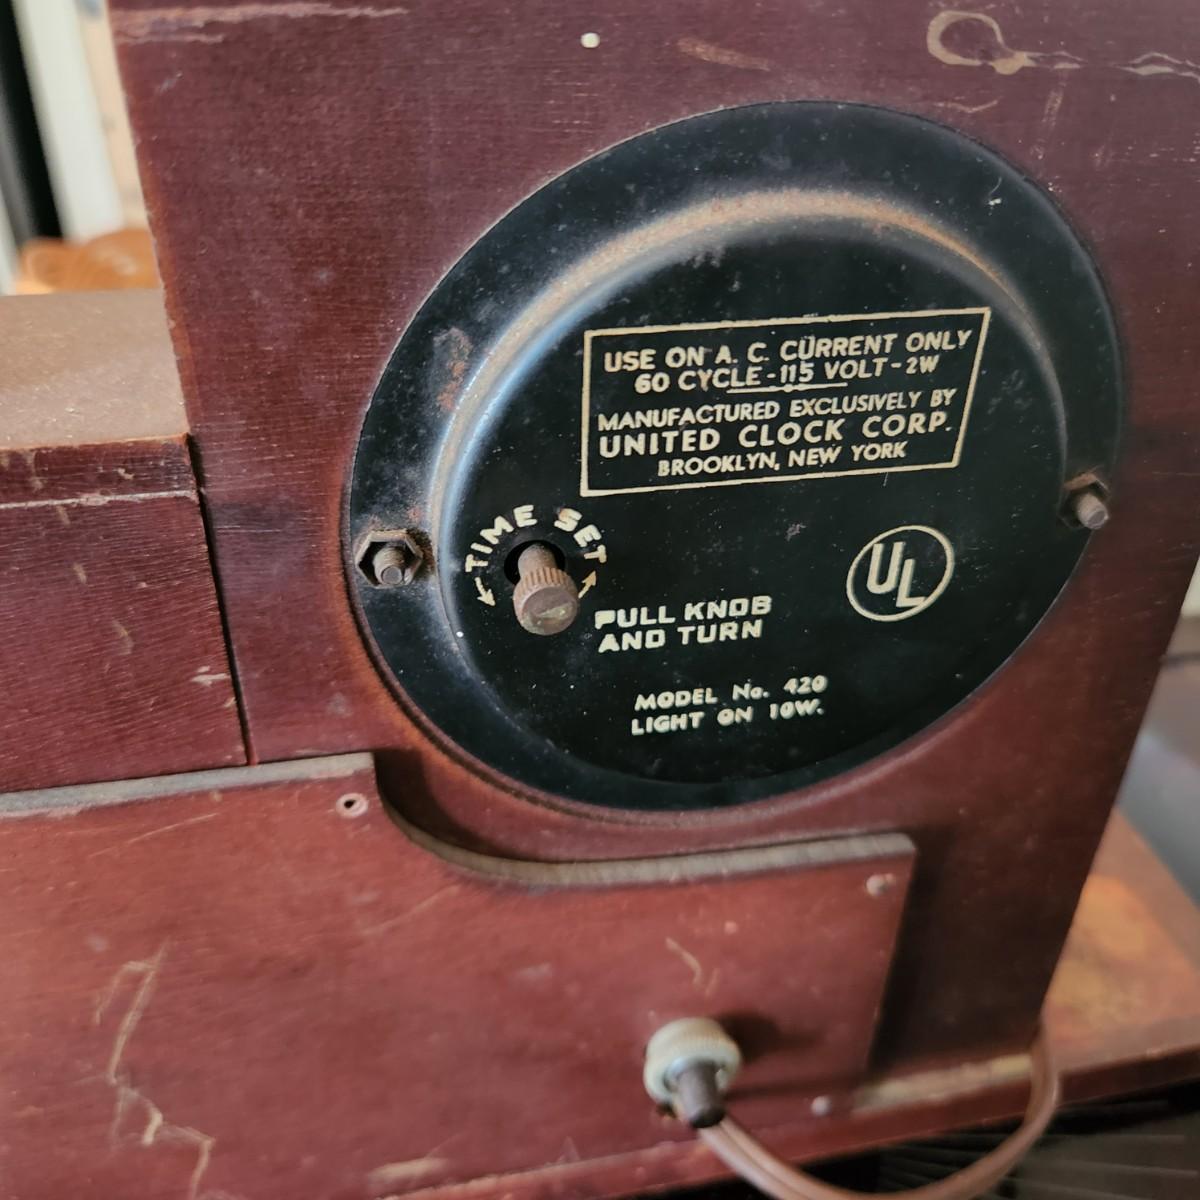 USE ON A. C. CURRENT ONLY
60 CYCLE - 115 VOLT - 2W
MANUFACTURED EXCLUSIVELY BY
UNITED CLOCK CORP.
BROOKLYN, NEW YORK
TIME SET
PULL KNOB
AND TURN
UL
MODEL No. 420
LIGHT ON 10W.